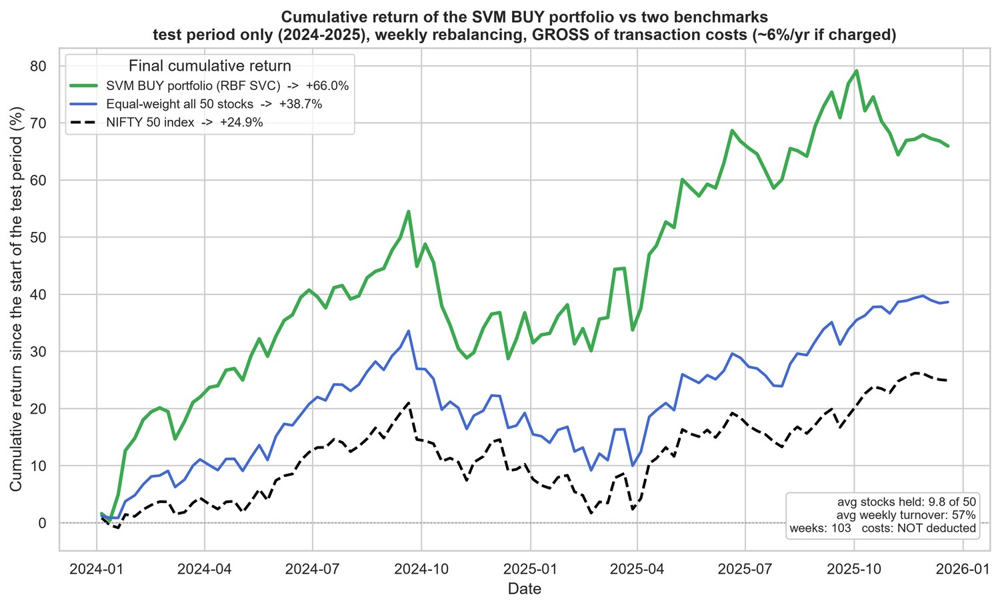 Cumulative return of the SVM BUY portfolio vs two benchmarks
test period only (2024-2025), weekly rebalancing, GROSS of transaction costs (~6%/yr if charged)
Final cumulative return
SVM BUY portfolio (RBF SVC) -> +66.0%
Equal-weight all 50 stocks -> +38.7%
NIFTY 50 index -> +24.9%
Cumulative return since the start of the test period (%)
80
70
60
50
40
30
20
10
0
avg stocks held: 9.8 of 50
avg weekly turnover: 57%
weeks: 103 costs: NOT deducted
2024-01
2024-04
2024-07
2024-10
2025-01
2025-04
2025-07
2025-10
2026-01
Date